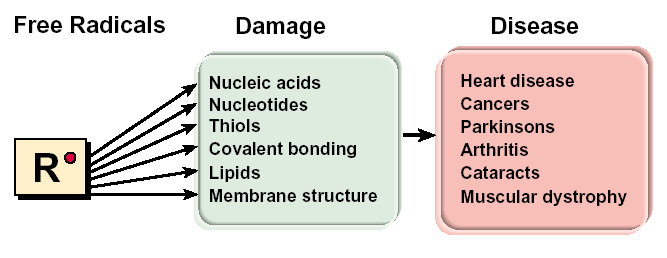 Free Radicals
Damage
Disease
R
Nucleic acids
Nucleotides
Thiols
Covalent bonding
Lipids
Membrane structure
Heart disease
Cancers
Parkinsons
Arthritis
Cataracts
Muscular dystrophy